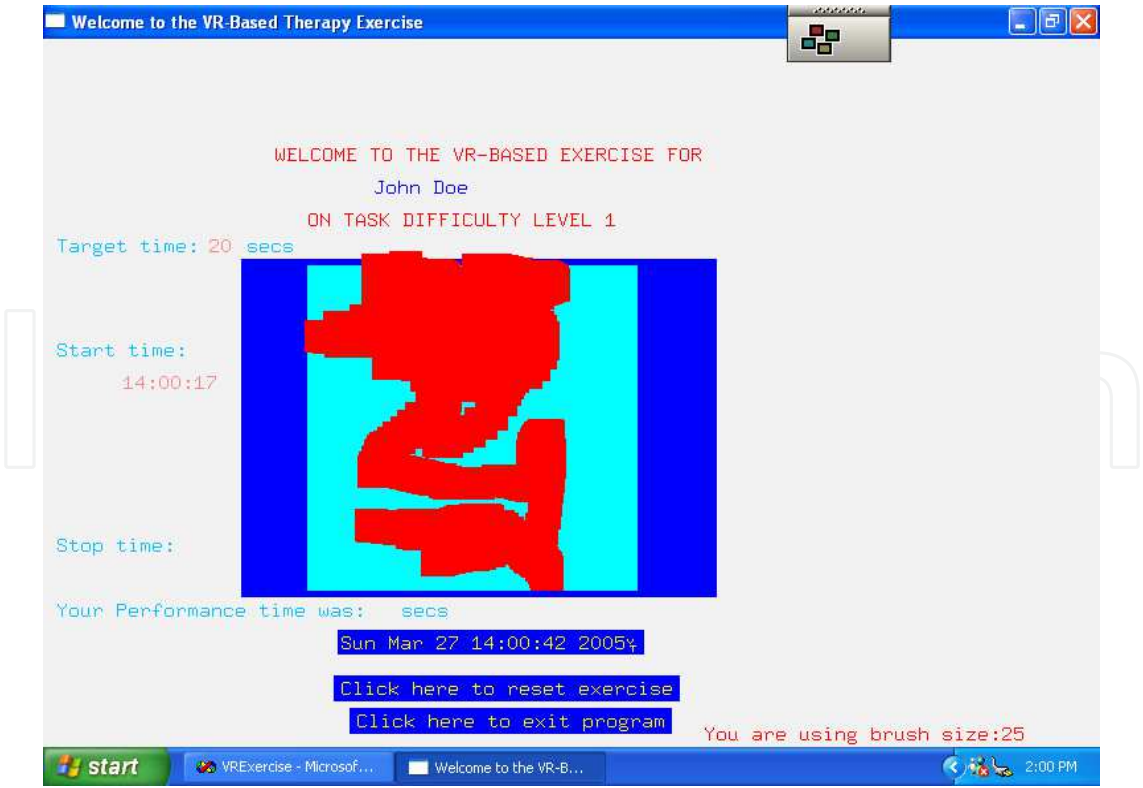 Welcome to the VR-Based Therapy Exercise
WELCOME TO THE VR-BASED EXERCISE FOR
John Doe
ON TASK DIFFICULTY LEVEL 1
Target time: 20 secs
Start time:
14:00:17
Stop time:
Your Performance time was: secs
Sun Mar 27 14:00:42 2005
Click here to reset exercise
Click here to exit program
You are using brush size:25
start
VRExercise - Microsof...
Welcome to the VR-B...
2:00 PM